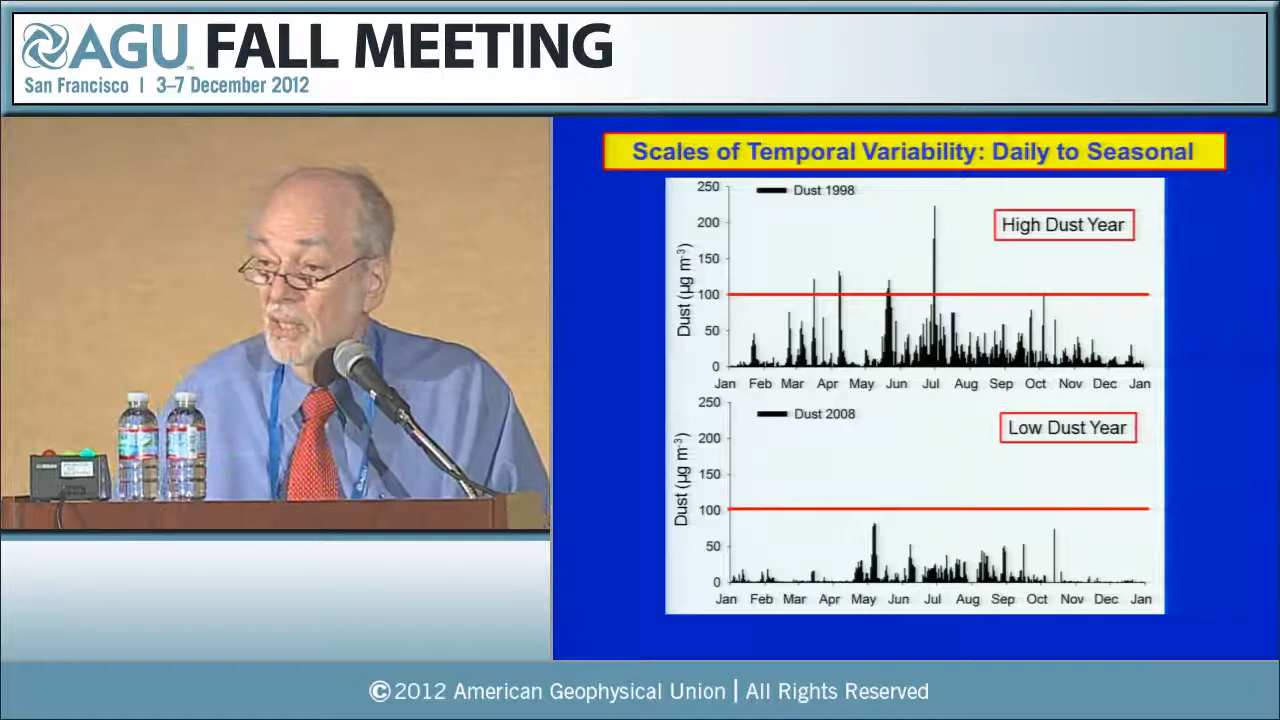 AGU FALL MEETING
San Francisco | 3–7 December 2012
Scales of Temporal Variability: Daily to Seasonal
250
200
150
100
50
0
Dust (µg m-3)
Dust 1998
High Dust Year
Jan Feb Mar Apr May Jun Jul Aug Sep Oct Nov Dec Jan
250
200
150
100
50
0
Dust (µg m-3)
Dust 2008
Low Dust Year
Jan Feb Mar Apr May Jun Jul Aug Sep Oct Nov Dec Jan
©2012 American Geophysical Union | All Rights Reserved